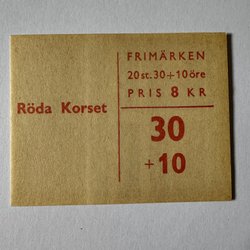 FRIMÄRKEN
20 st. 30+10 öre
PRIS 8 KR
Röda Korset
30
+10